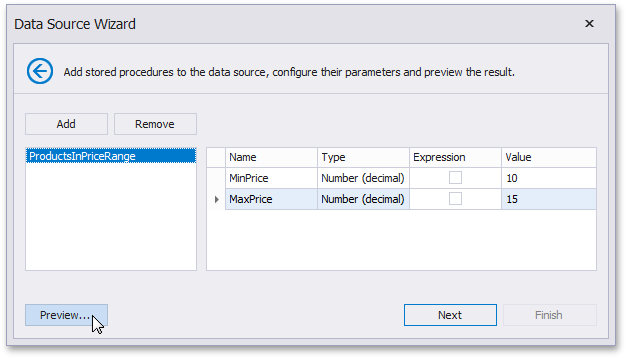 Data Source Wizard
Add stored procedures to the data source, configure their parameters and preview the result.
Add Remove
ProductsInPriceRange
Name Type Expression Value
MinPrice Number (decimal) 10
MaxPrice Number (decimal) 15
Preview... Next Finish